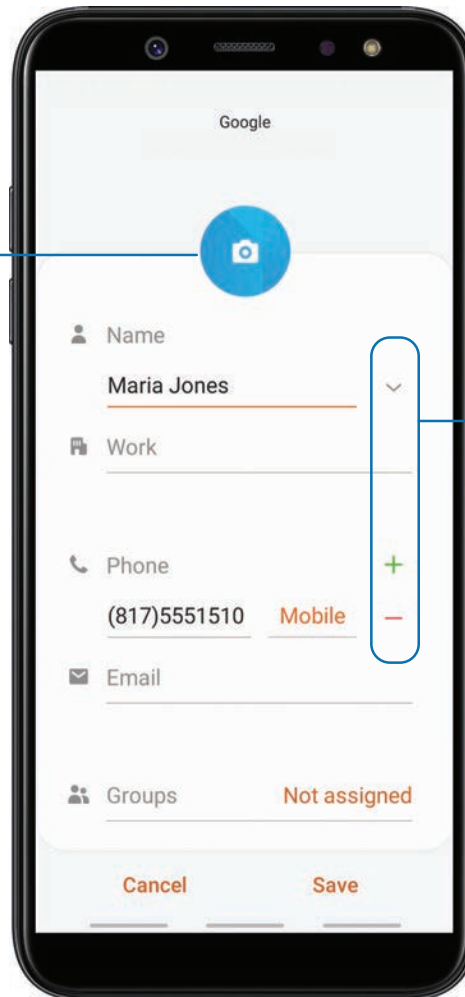 Google
Name
Maria Jones
Work
Phone
(817)5551510 Mobile
Email
Groups Not assigned
Cancel Save